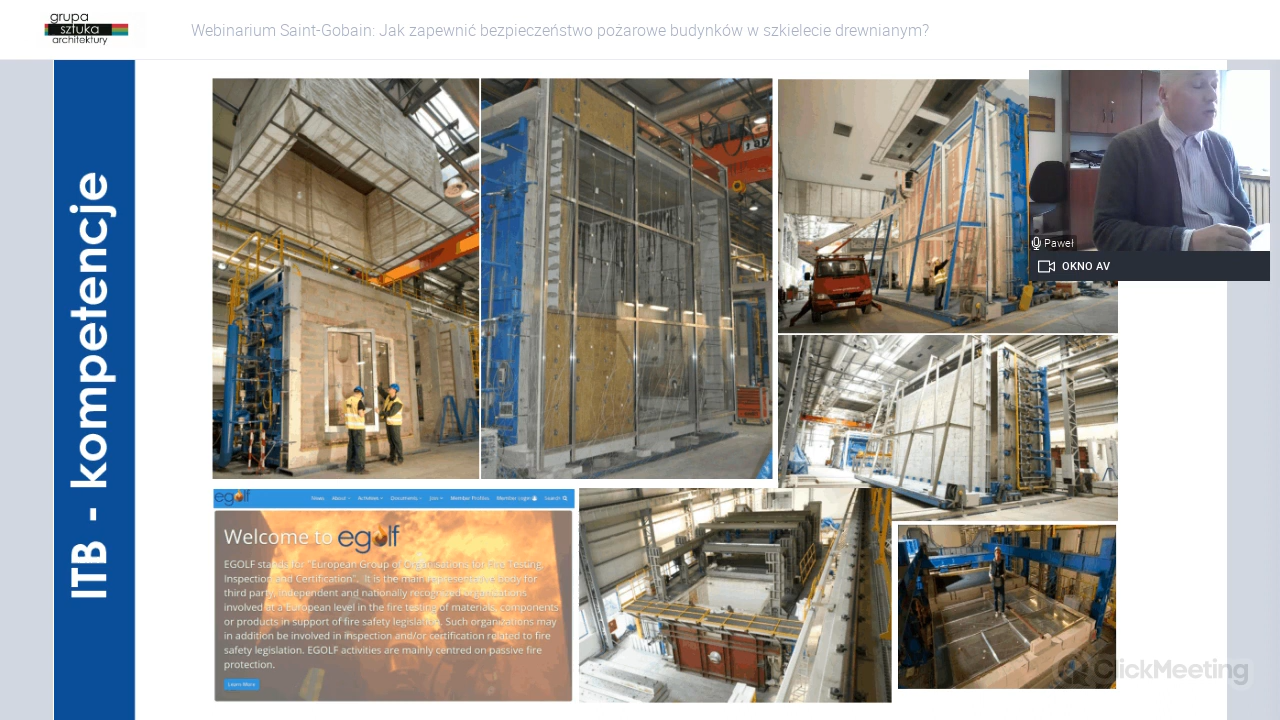 grupa
sztuka
architektury
Webinarium Saint-Gobain: Jak zapewnić bezpieczeństwo pożarowe budynków w szkielecie drewnianym?
ITB - kompetencje
Paweł
OKNO AV
egolf
News About Activities Documents Join Member Profiles Member Login Search
Welcome to egolf
EGOLF stands for "European Group of Organisations for Fire Testing,
Inspection and Certification". It is the main representative body for
third party, independent and nationally recognised organizations
involved at a European level in the fire testing of materials, components
or products in support of fire safety legislation. Such organizations may
in addition be involved in inspection and/or certification related to fire
safety legislation. EGOLF activities are mainly centred on passive fire
protection.
Learn More
ClickMeeting